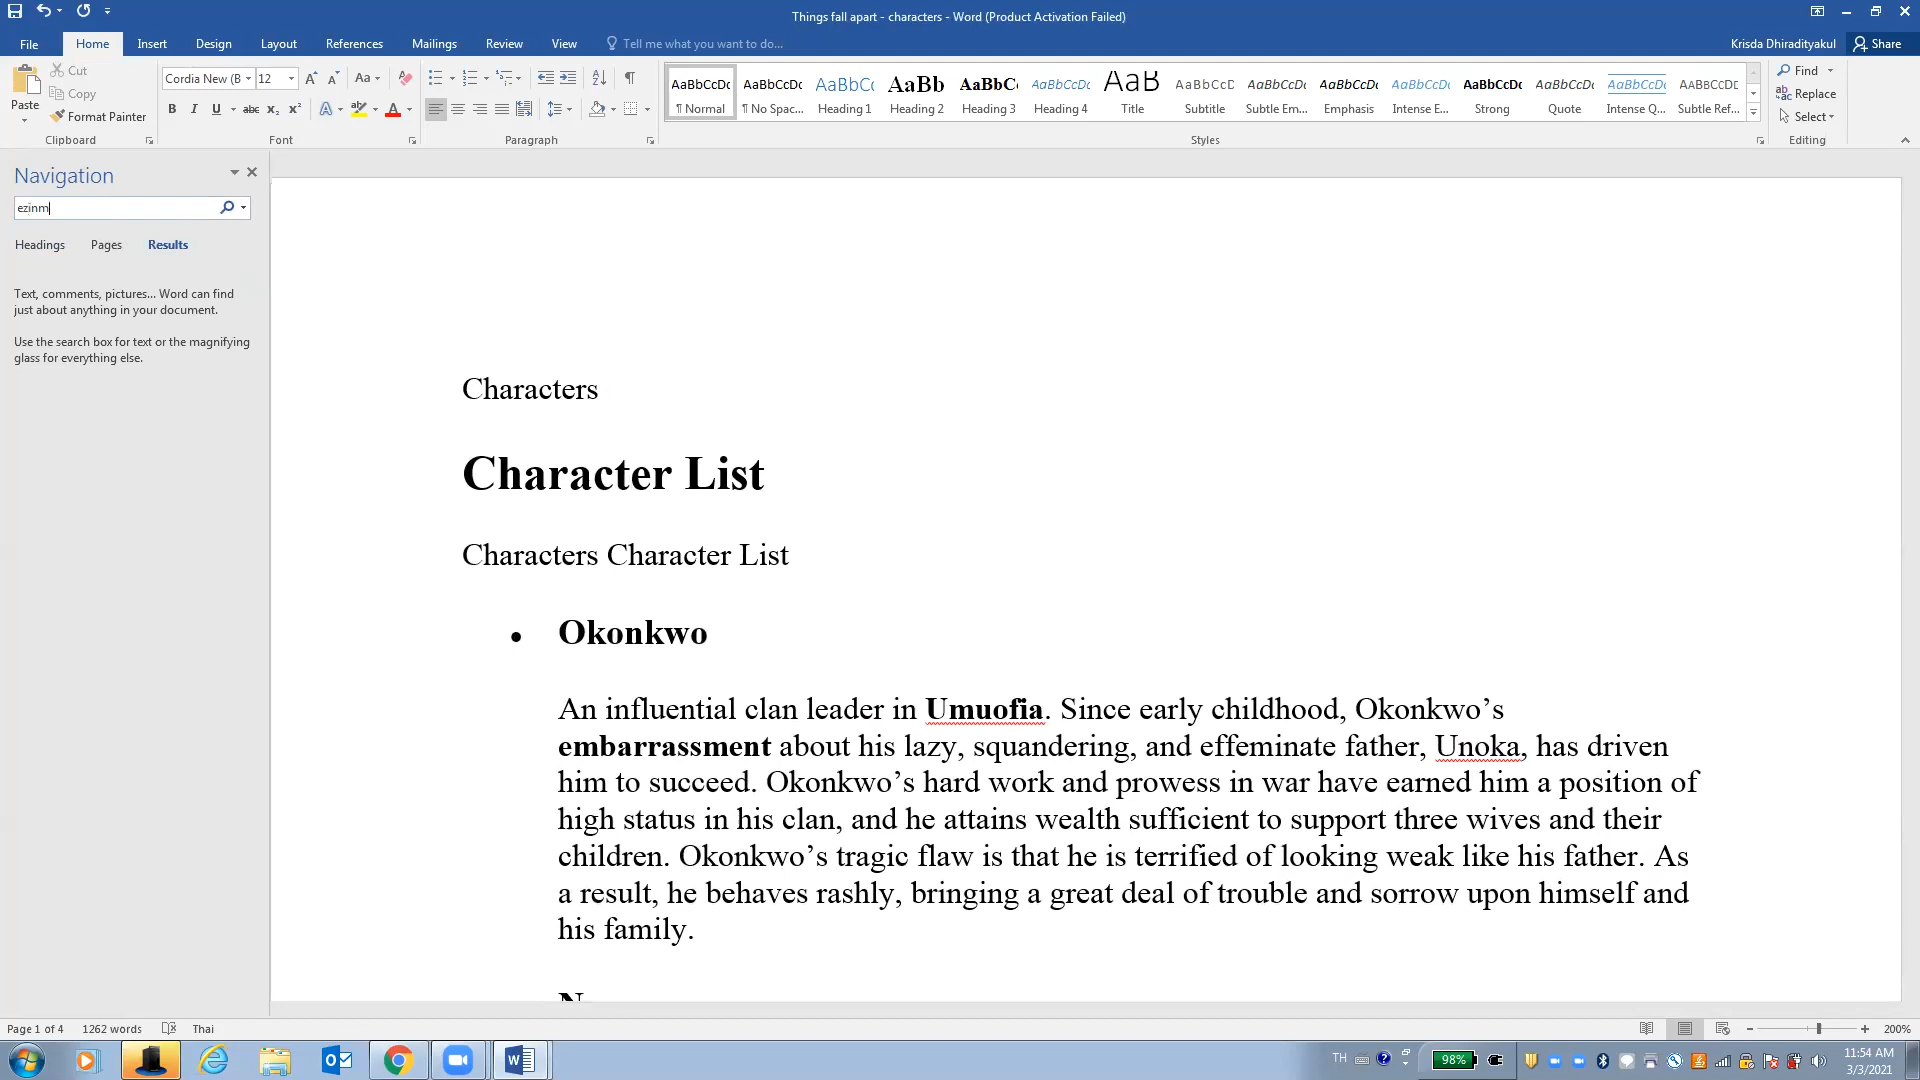 Things fall apart - characters - Word (Product Activation Failed)
File Home Insert Design Layout References Mailings Review View Tell me what you want to do... Krisda Dhiradityakul Share
Paste Cut Copy Format Painter
Cordia New (B 12
B I U abc X₂ X²
AaBbCcDc AaBbCcDc AaBbCc AaBb AaBbCc AaBbCcDc AaB AaBbCcD AaBbCcDc AaBbCcDc AaBbCcDc AaBbCcDc AaBbCcDc AaBbCcDc AaBbCcDc
¶ Normal ¶ No Spac... Heading 1 Heading 2 Heading 3 Heading 4 Title Subtitle Subtle Em... Emphasis Intense E... Strong Quote Intense Q... Subtle Ref...
Find
Replace
Select
Clipboard Font Paragraph Styles Editing
Navigation
ezinm
Headings Pages Results
Text, comments, pictures... Word can find
just about anything in your document.
Use the search box for text or the magnifying
glass for everything else.
Characters
Character List
Characters Character List
• Okonkwo
An influential clan leader in Umuofia. Since early childhood, Okonkwo’s
embarrassment about his lazy, squandering, and effeminate father, Unoka, has driven
him to succeed. Okonkwo’s hard work and prowess in war have earned him a position of
high status in his clan, and he attains wealth sufficient to support three wives and their
children. Okonkwo’s tragic flaw is that he is terrified of looking weak like his father. As
a result, he behaves rashly, bringing a great deal of trouble and sorrow upon himself and
his family.
Page 1 of 4 1262 words Thai 200%
TH 98% 11:54 AM
3/3/2021